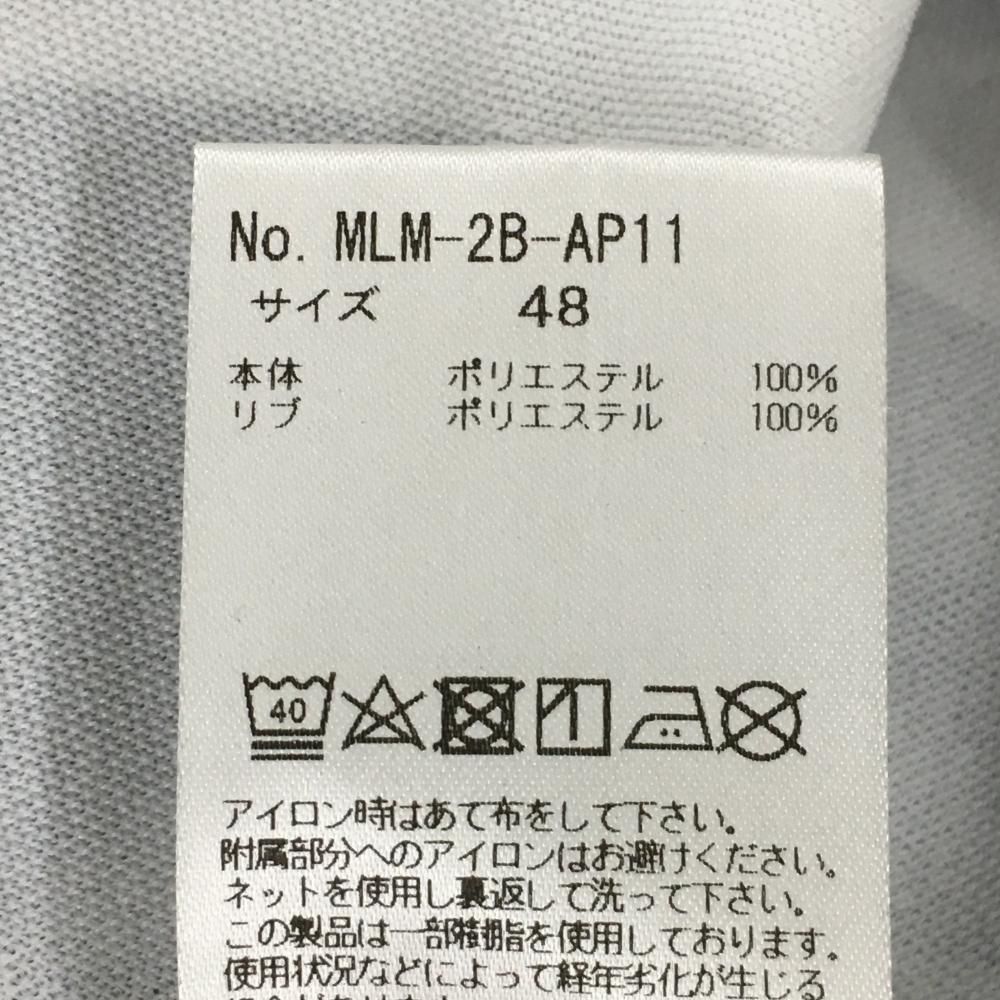 No. MLM-2B-AP11
サイズ 48
本体 ポリエステル 100%
リブ ポリエステル 100%
40
アイロン時はあて布をして下さい。
附属部分へのアイロンはお避けください。
ネットを使用し裏返して洗って下さい。
この製品は一部樹脂を使用しております。
使用状況などによって経年劣化が生じる